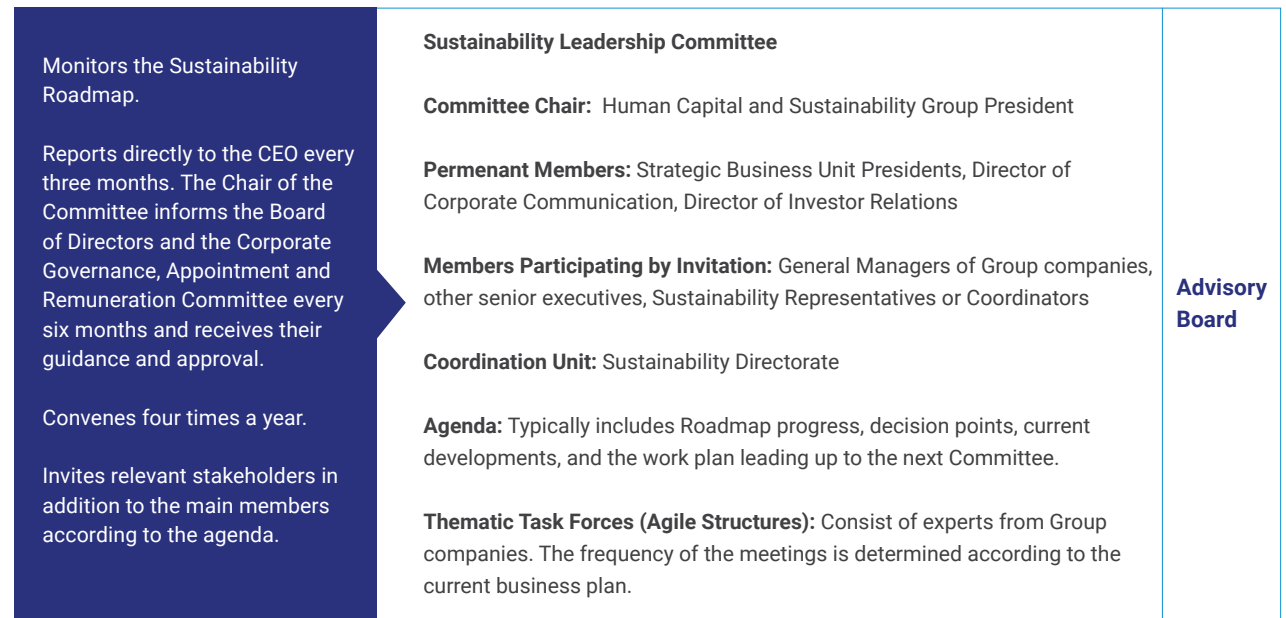 Monitors the Sustainability
Roadmap.
Reports directly to the CEO every
three months. The Chair of the
Committee informs the Board
of Directors and the Corporate
Governance, Appointment and
Remuneration Committee every
six months and receives their
guidance and approval.
Convenes four times a year.
Invites relevant stakeholders in
addition to the main members
according to the agenda.
Sustainability Leadership Committee
Committee Chair: Human Capital and Sustainability Group President
Permenant Members: Strategic Business Unit Presidents, Director of
Corporate Communication, Director of Investor Relations
Members Participating by Invitation: General Managers of Group companies,
other senior executives, Sustainability Representatives or Coordinators
Coordination Unit: Sustainability Directorate
Agenda: Typically includes Roadmap progress, decision points, current
developments, and the work plan leading up to the next Committee.
Thematic Task Forces (Agile Structures): Consist of experts from Group
companies. The frequency of the meetings is determined according to the
current business plan.
Advisory
Board